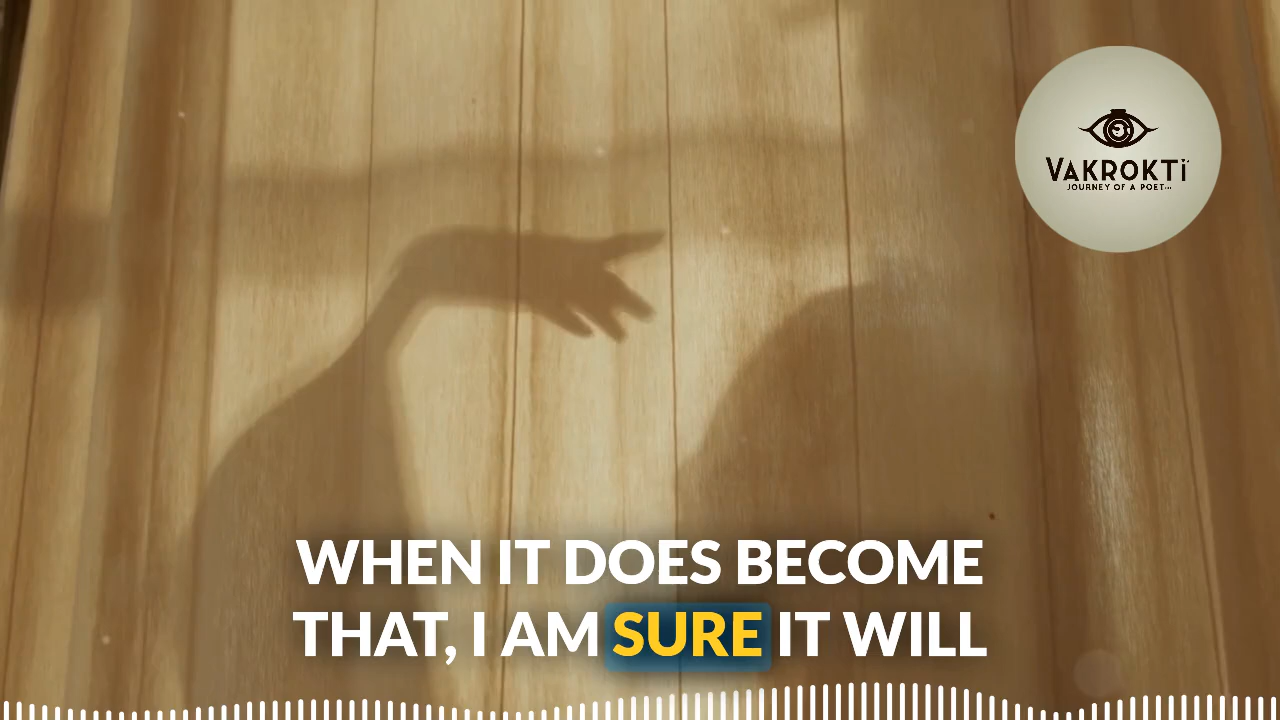 VAKROKTI
JOURNEY OF A POET...
WHEN IT DOES BECOME
THAT, I AM SURE IT WILL